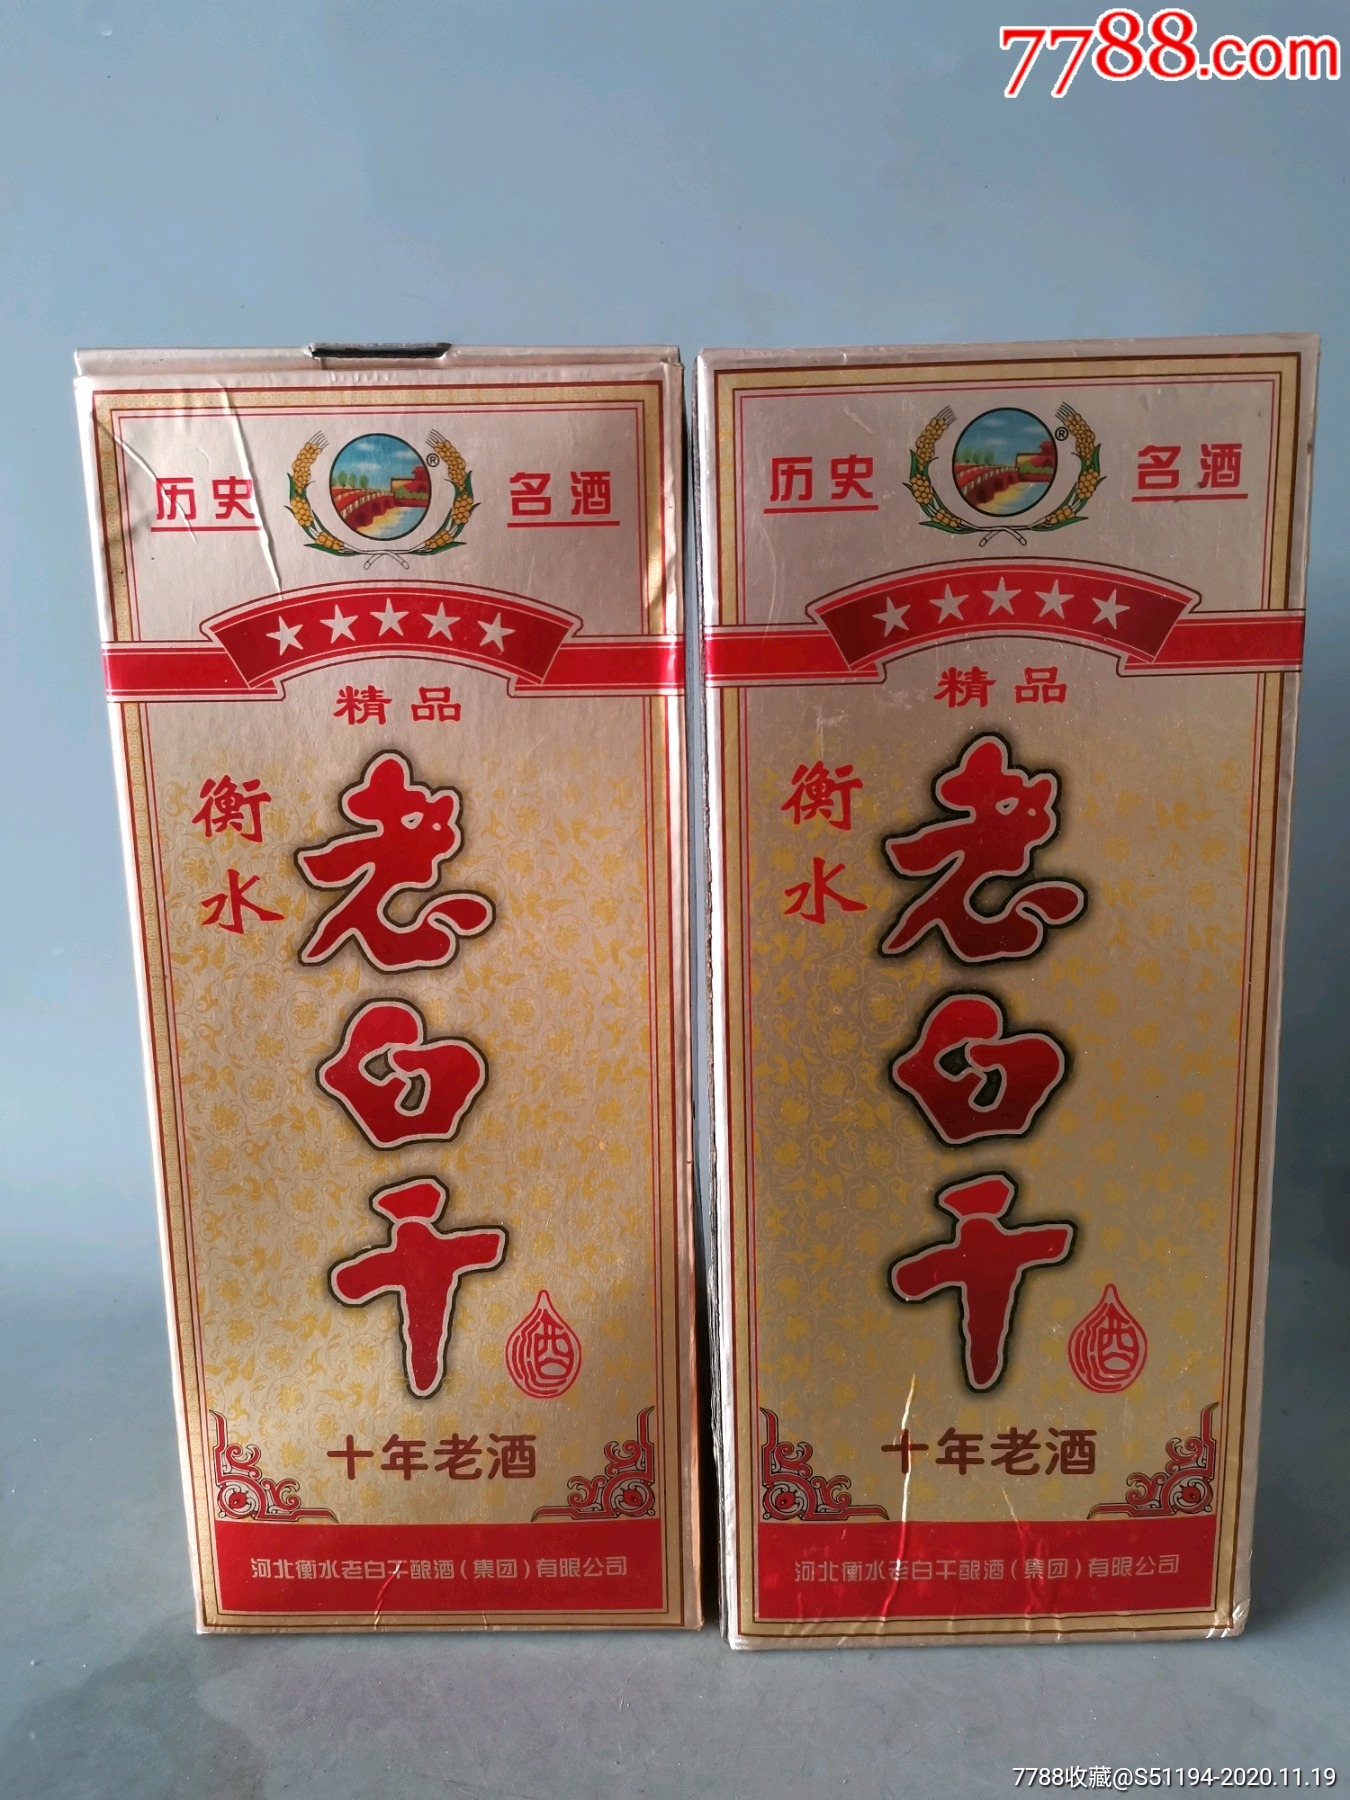 7788.com
历史 ® 名酒
精品
衡水
老白干
酒
十年老酒
河北衡水老白干酿酒(集团)有限公司
历史 ® 名酒
精品
衡水
老白干
酒
十年老酒
河北衡水老白干酿酒(集团)有限公司
7788收藏@S51194-2020.11.19